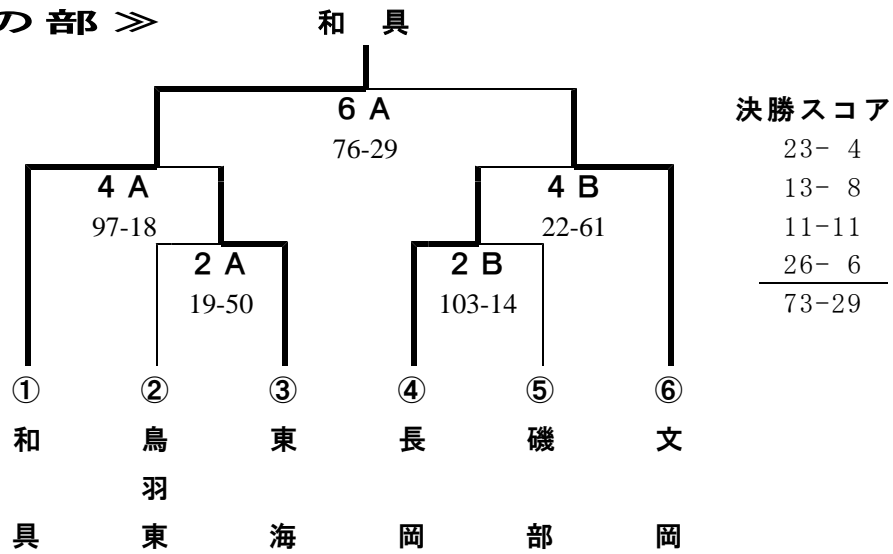 の 部 ≫
和 具
6 A
76-29
決勝スコア
23- 4
13- 8
11-11
26- 6
73-29
4 A
97-18
4 B
22-61
2 A
19-50
2 B
103-14
① ② ③ ④ ⑤ ⑥
和具
鳥羽東
東海
長岡
磯部
文岡